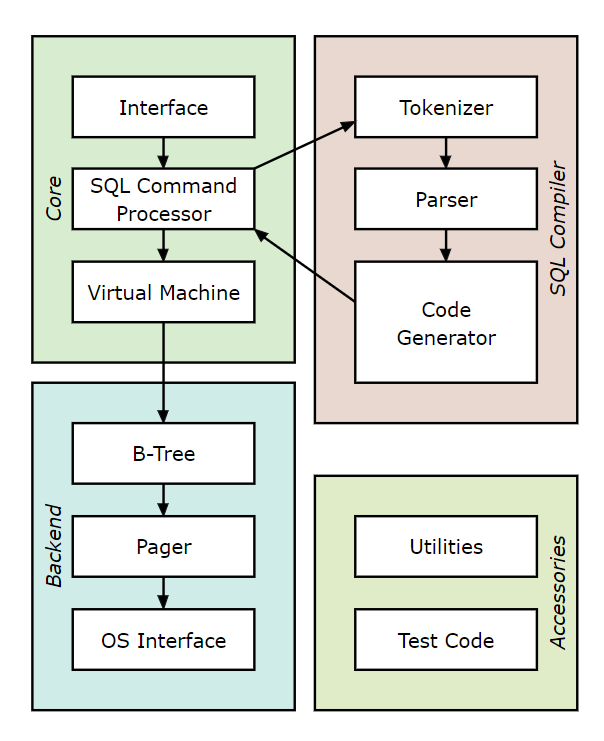 Core
Interface
SQL Command
Processor
Virtual Machine
SQL Compiler
Tokenizer
Parser
Code
Generator
Backend
B-Tree
Pager
OS Interface
Accessories
Utilities
Test Code